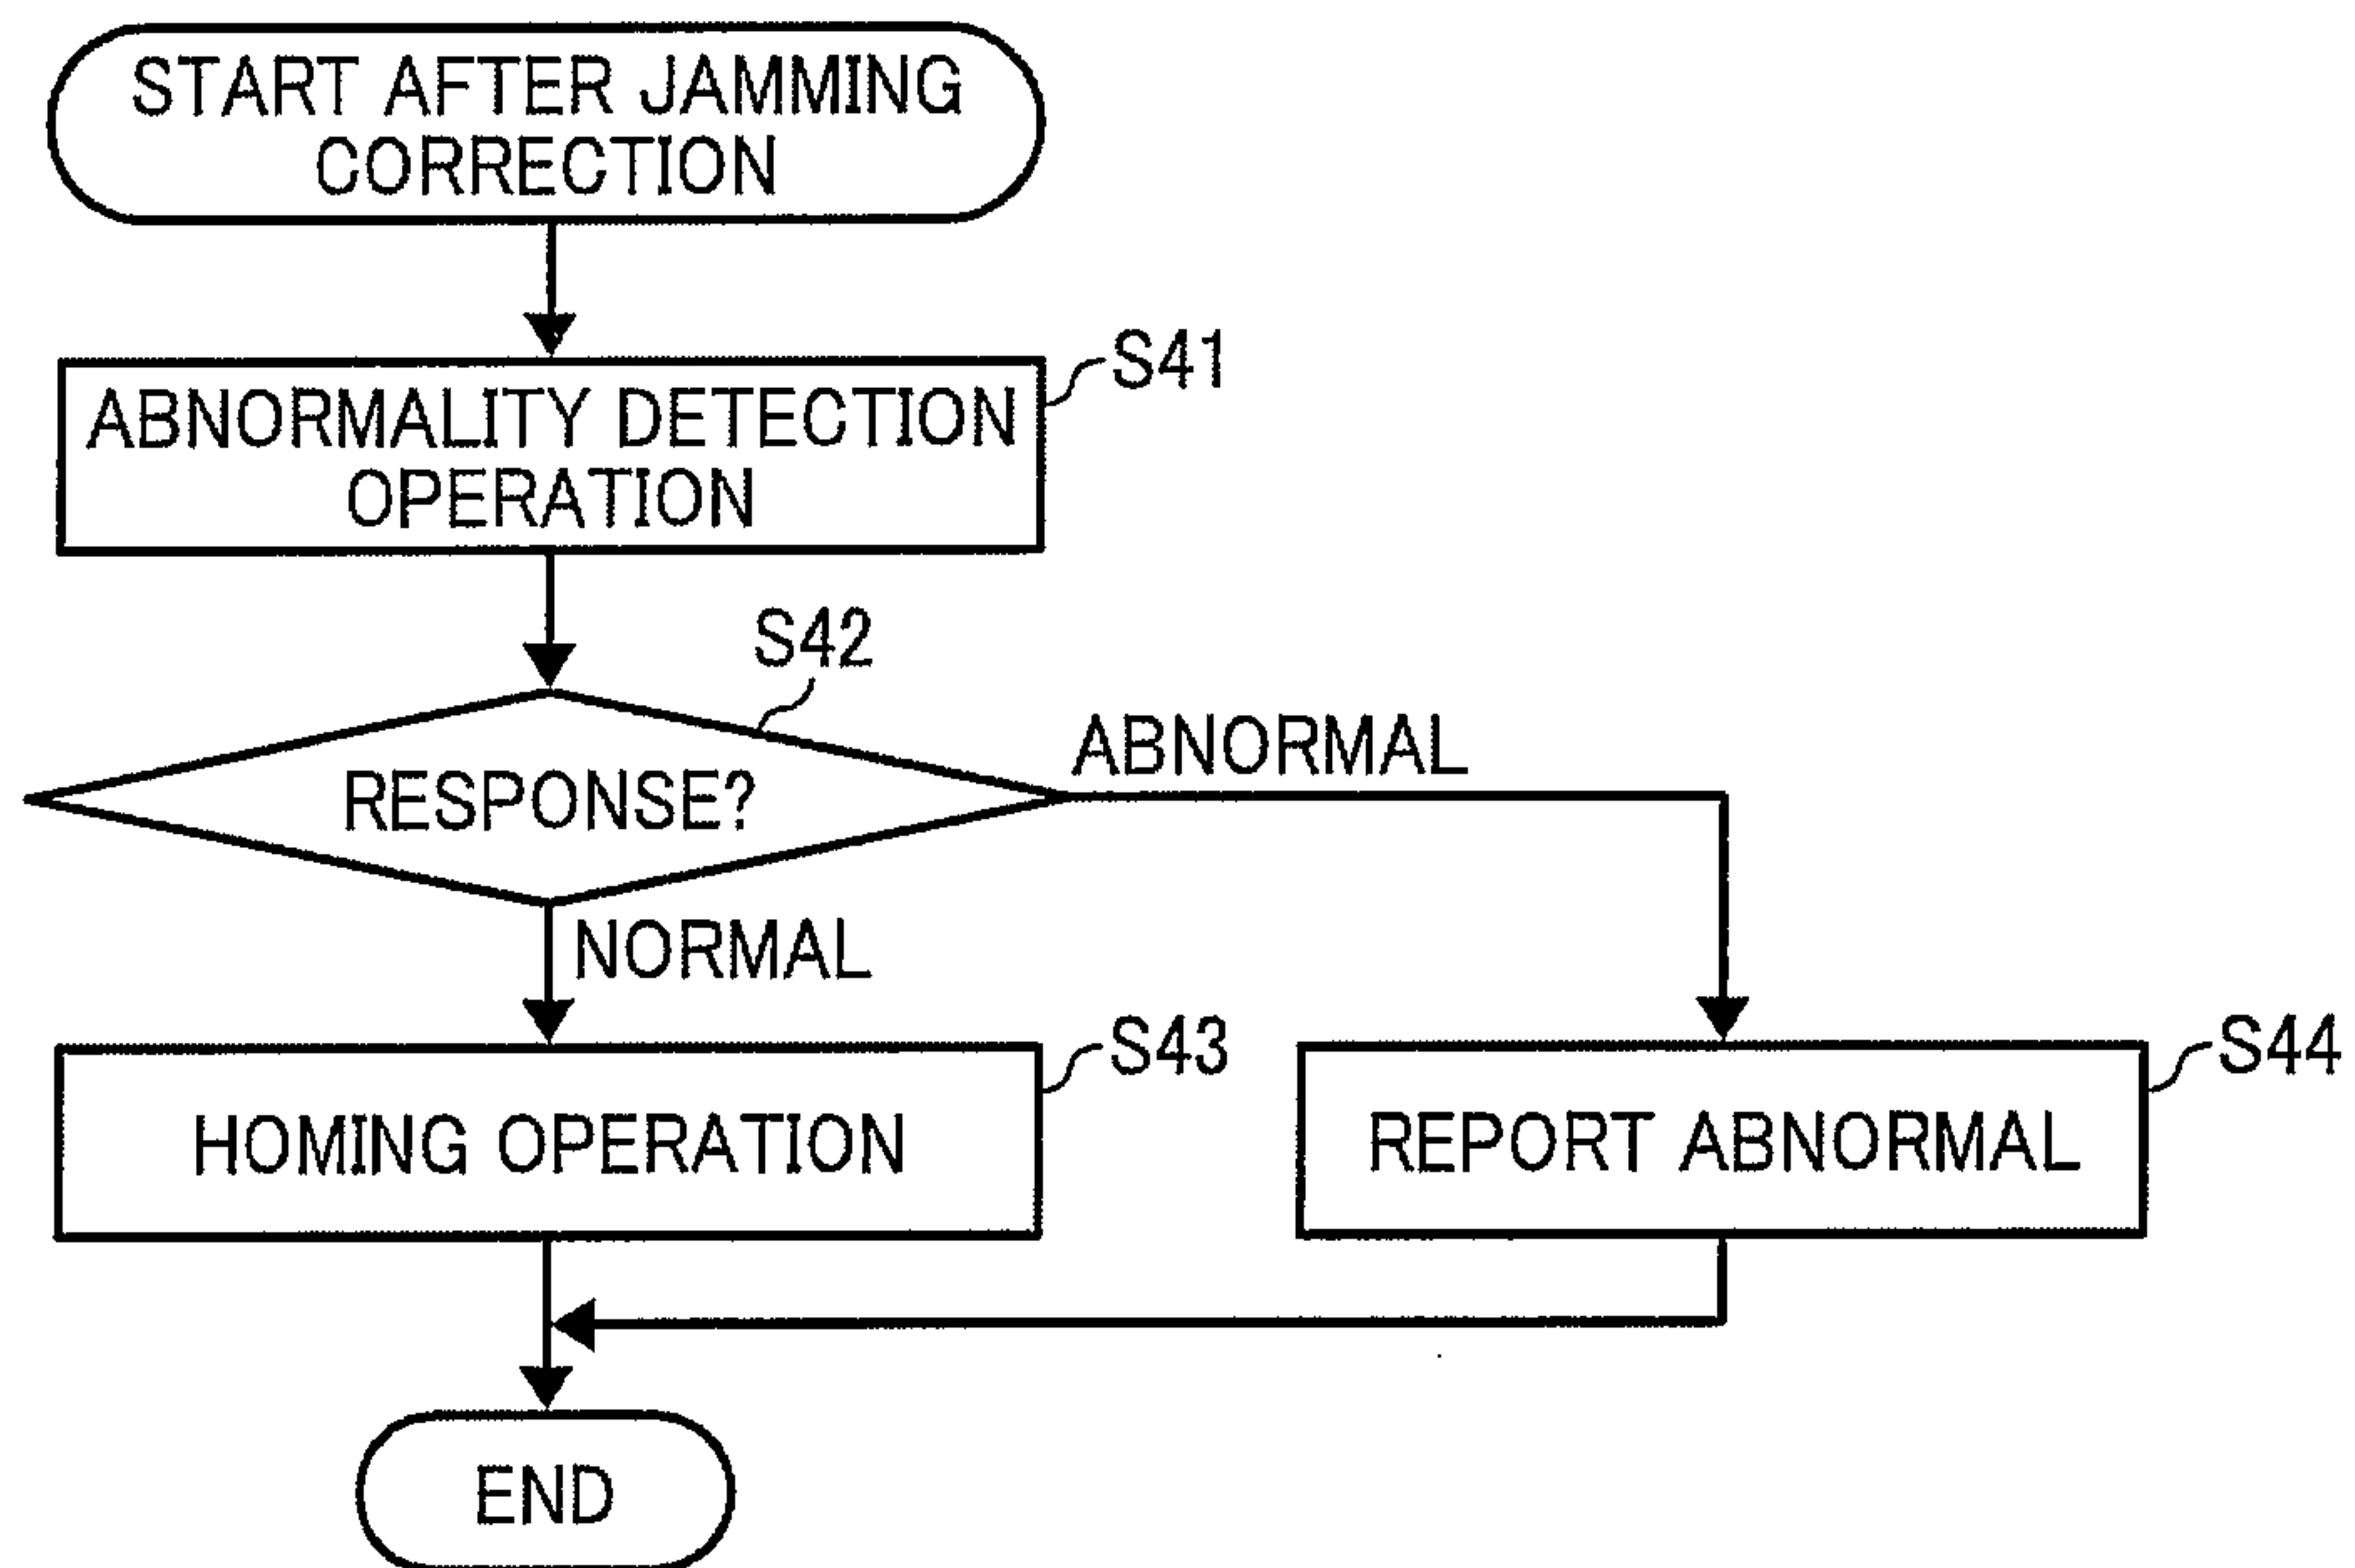 START AFTER JAMMING
CORRECTION
S41
ABNORMALITY DETECTION
OPERATION
S42
RESPONSE?
ABNORMAL
NORMAL
S43
HOMING OPERATION
S44
REPORT ABNORMAL
END